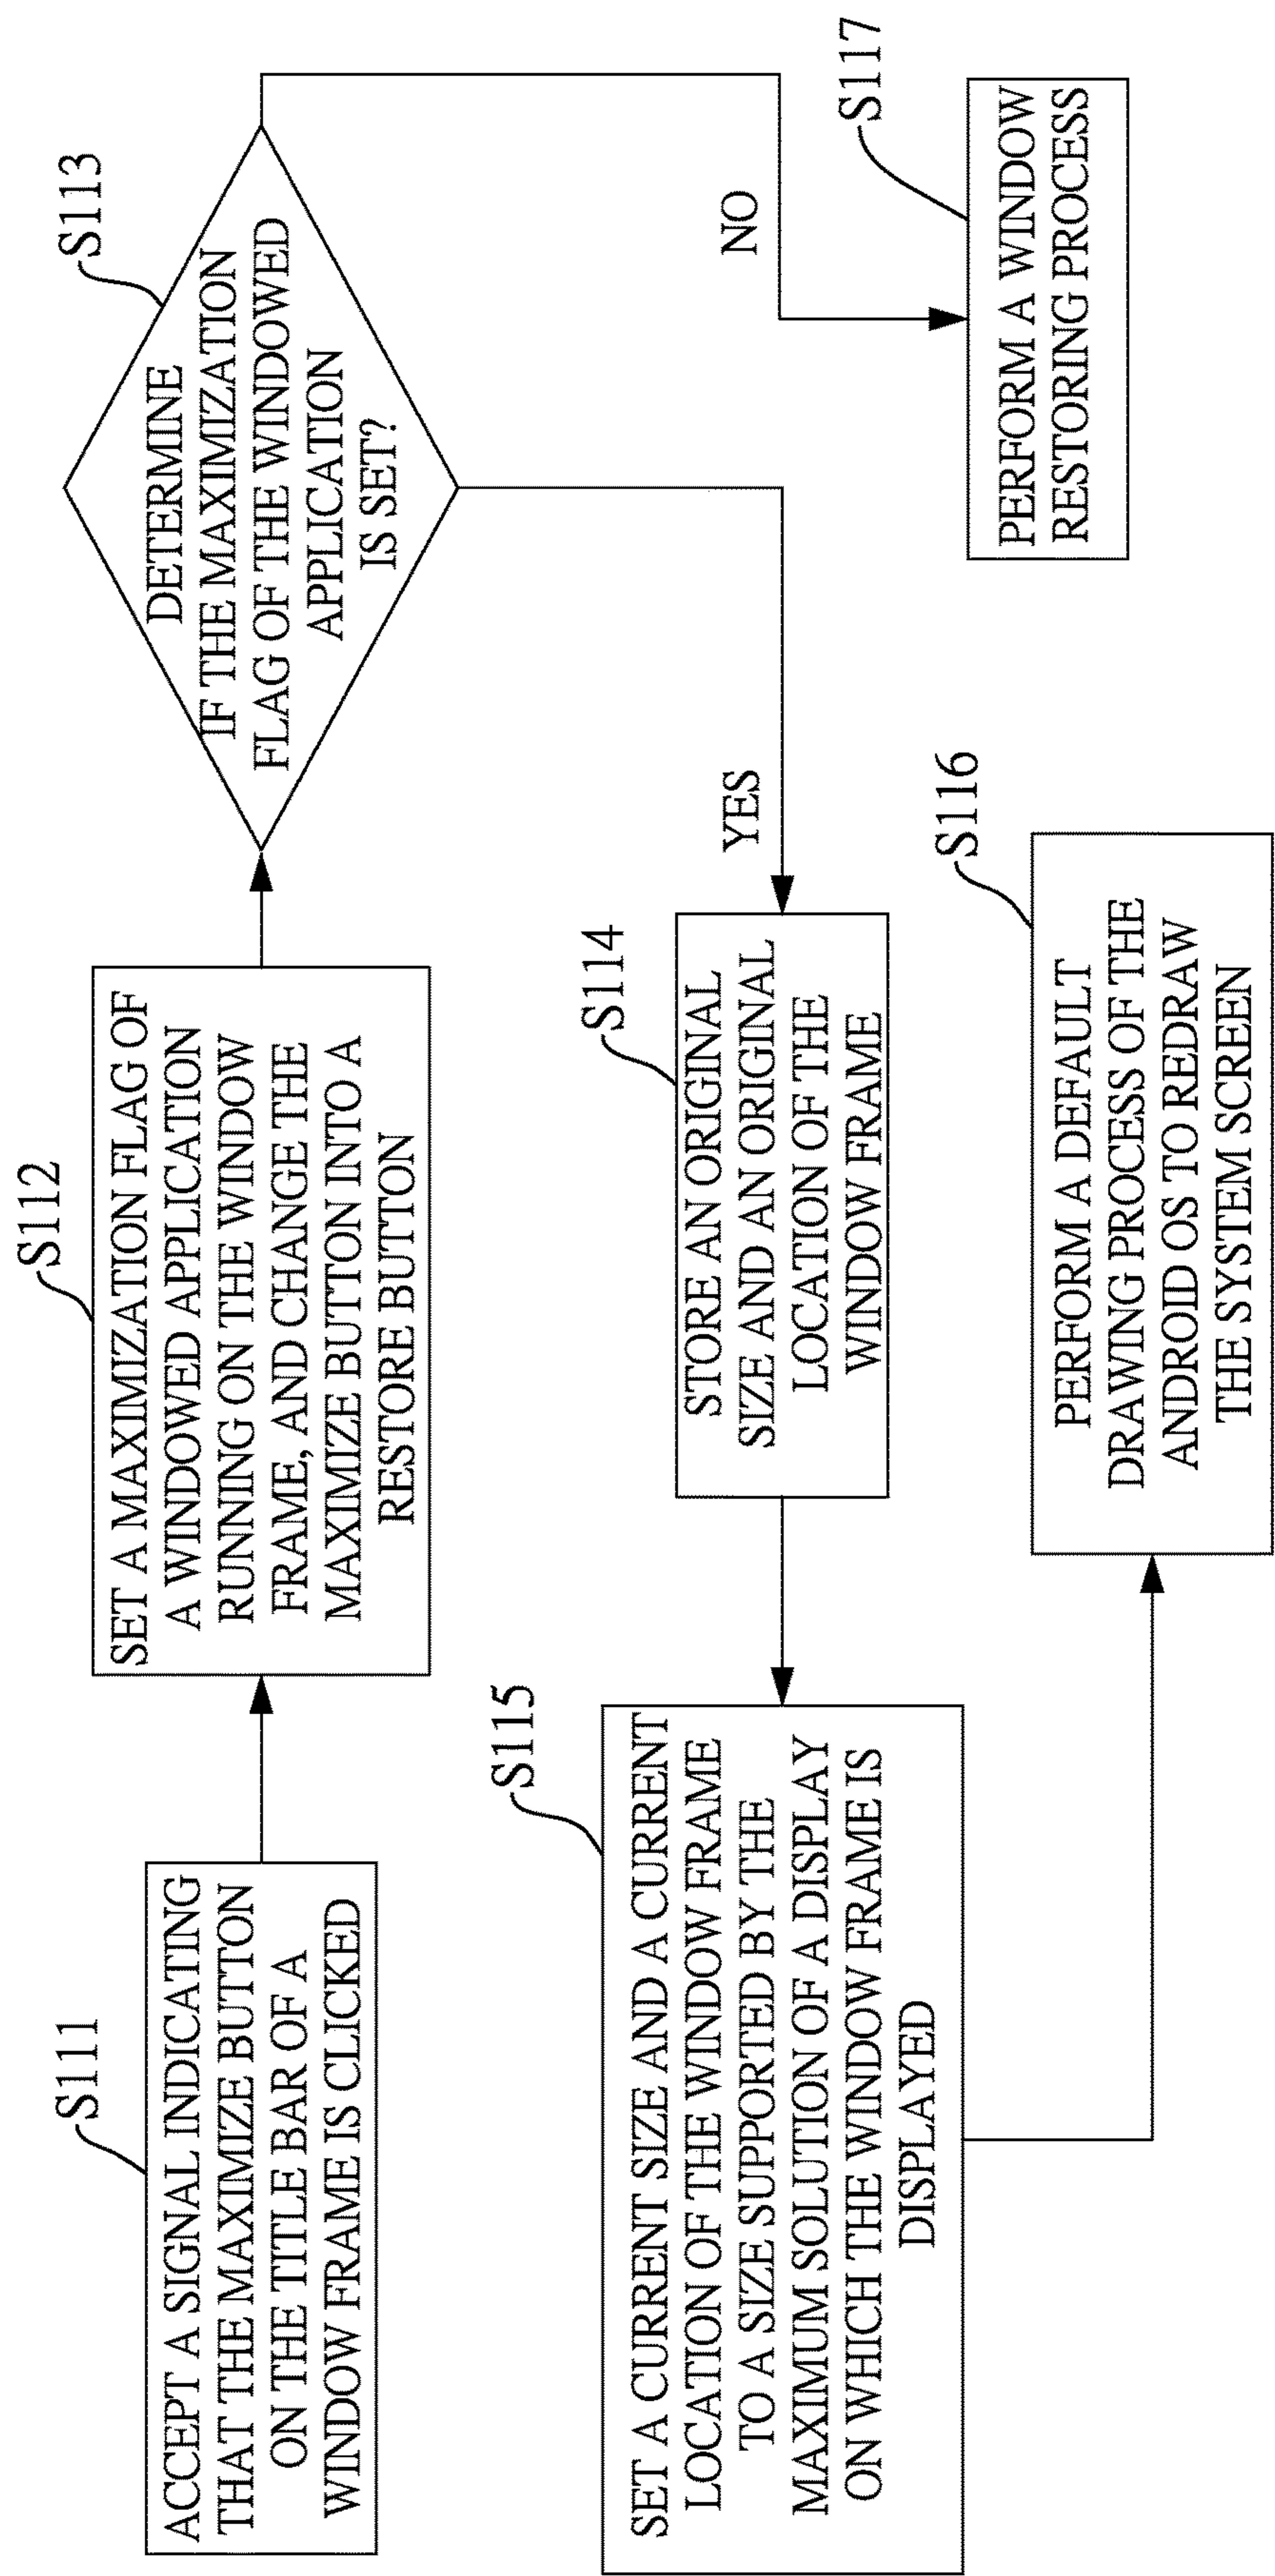 S111
ACCEPT A SIGNAL INDICATING
THAT THE MAXIMIZE BUTTON
ON THE TITLE BAR OF A
WINDOW FRAME IS CLICKED
S112
SET A MAXIMIZATION FLAG OF
A WINDOWED APPLICATION
RUNNING ON THE WINDOW
FRAME, AND CHANGE THE
MAXIMIZE BUTTON INTO A
RESTORE BUTTON
S113
DETERMINE
IF THE MAXIMIZATION
FLAG OF THE WINDOWED
APPLICATION
IS SET?
YES
NO
S114
STORE AN ORIGINAL
SIZE AND AN ORIGINAL
LOCATION OF THE
WINDOW FRAME
S115
SET A CURRENT SIZE AND A CURRENT
LOCATION OF THE WINDOW FRAME
TO A SIZE SUPPORTED BY THE
MAXIMUM SOLUTION OF A DISPLAY
ON WHICH THE WINDOW FRAME IS
DISPLAYED
S116
PERFORM A DEFAULT
DRAWING PROCESS OF THE
ANDROID OS TO REDRAW
THE SYSTEM SCREEN
S117
PERFORM A WINDOW
RESTORING PROCESS